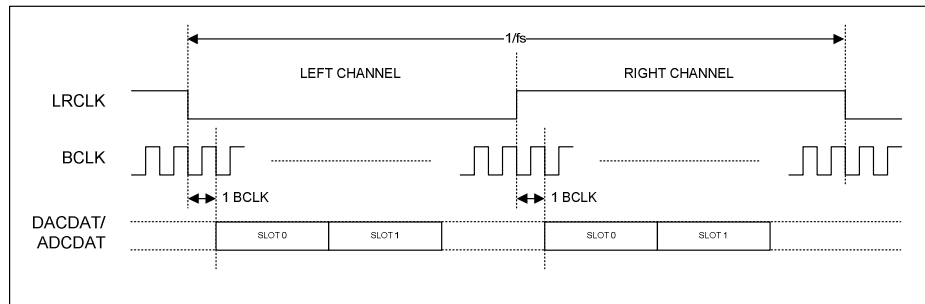 1/fs
LEFT CHANNEL RIGHT CHANNEL
LRCLK
BCLK
1 BCLK 1 BCLK
DACDAT/
ADCDAT
SLOT 0 SLOT 1 SLOT 0 SLOT 1